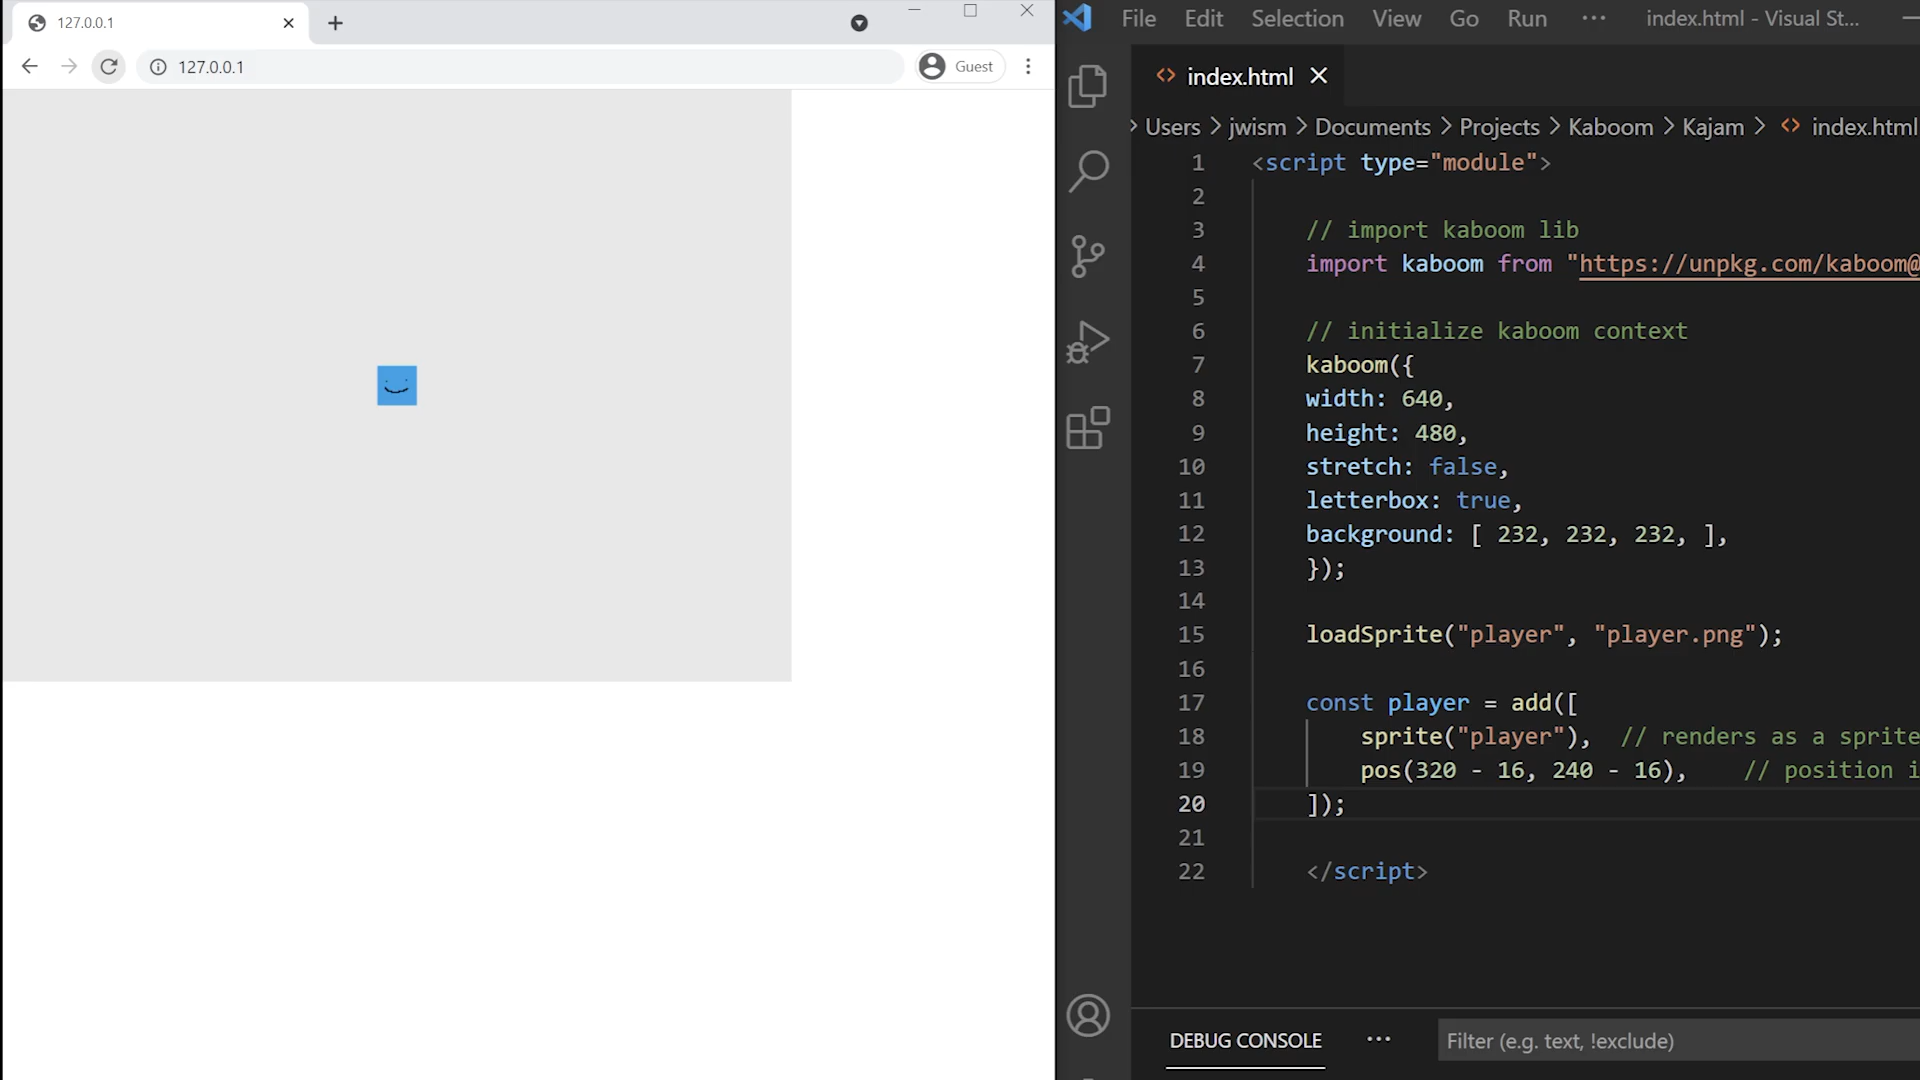 127.0.0.1
127.0.0.1
Guest
File Edit Selection View Go Run ··· index.html - Visual St...
index.html
Users > jwism > Documents > Projects > Kaboom > Kajam > index.html
1 <script type="module">
2
3 // import kaboom lib
4 import kaboom from "https://unpkg.com/kaboom@
5
6 // initialize kaboom context
7 kaboom({
8 width: 640,
9 height: 480,
10 stretch: false,
11 letterbox: true,
12 background: [ 232, 232, 232, ],
13 });
14
15 loadSprite("player", "player.png");
16
17 const player = add([
18 sprite("player"), // renders as a sprite
19 pos(320 - 16, 240 - 16), // position i
20 ]);
21
22 </script>
DEBUG CONSOLE ··· Filter (e.g. text, !exclude)